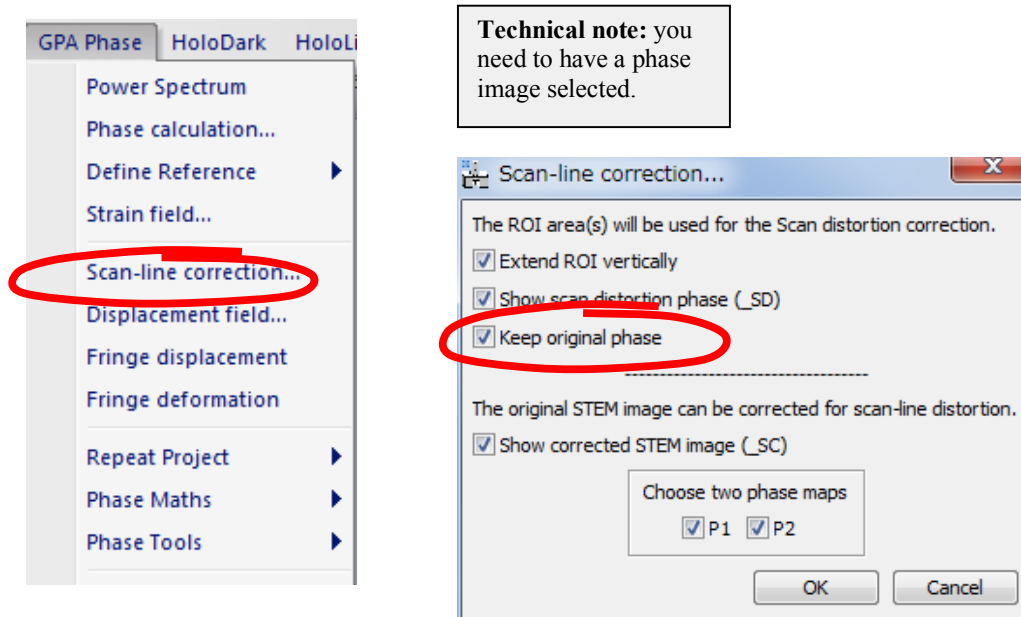 GPA Phase HoloDark HoloLi
Power Spectrum
Phase calculation...
Define Reference
Strain field...
Scan-line correction...
Displacement field...
Fringe displacement
Fringe deformation
Repeat Project
Phase Maths
Phase Tools
Technical note: you
need to have a phase
image selected.
Scan-line correction...
The ROI area(s) will be used for the Scan distortion correction.
Extend ROI vertically
Show scan distortion phase (_SD)
Keep original phase
-----------------------------------
The original STEM image can be corrected for scan-line distortion.
Show corrected STEM image (_SC)
Choose two phase maps
P1 P2
OK Cancel